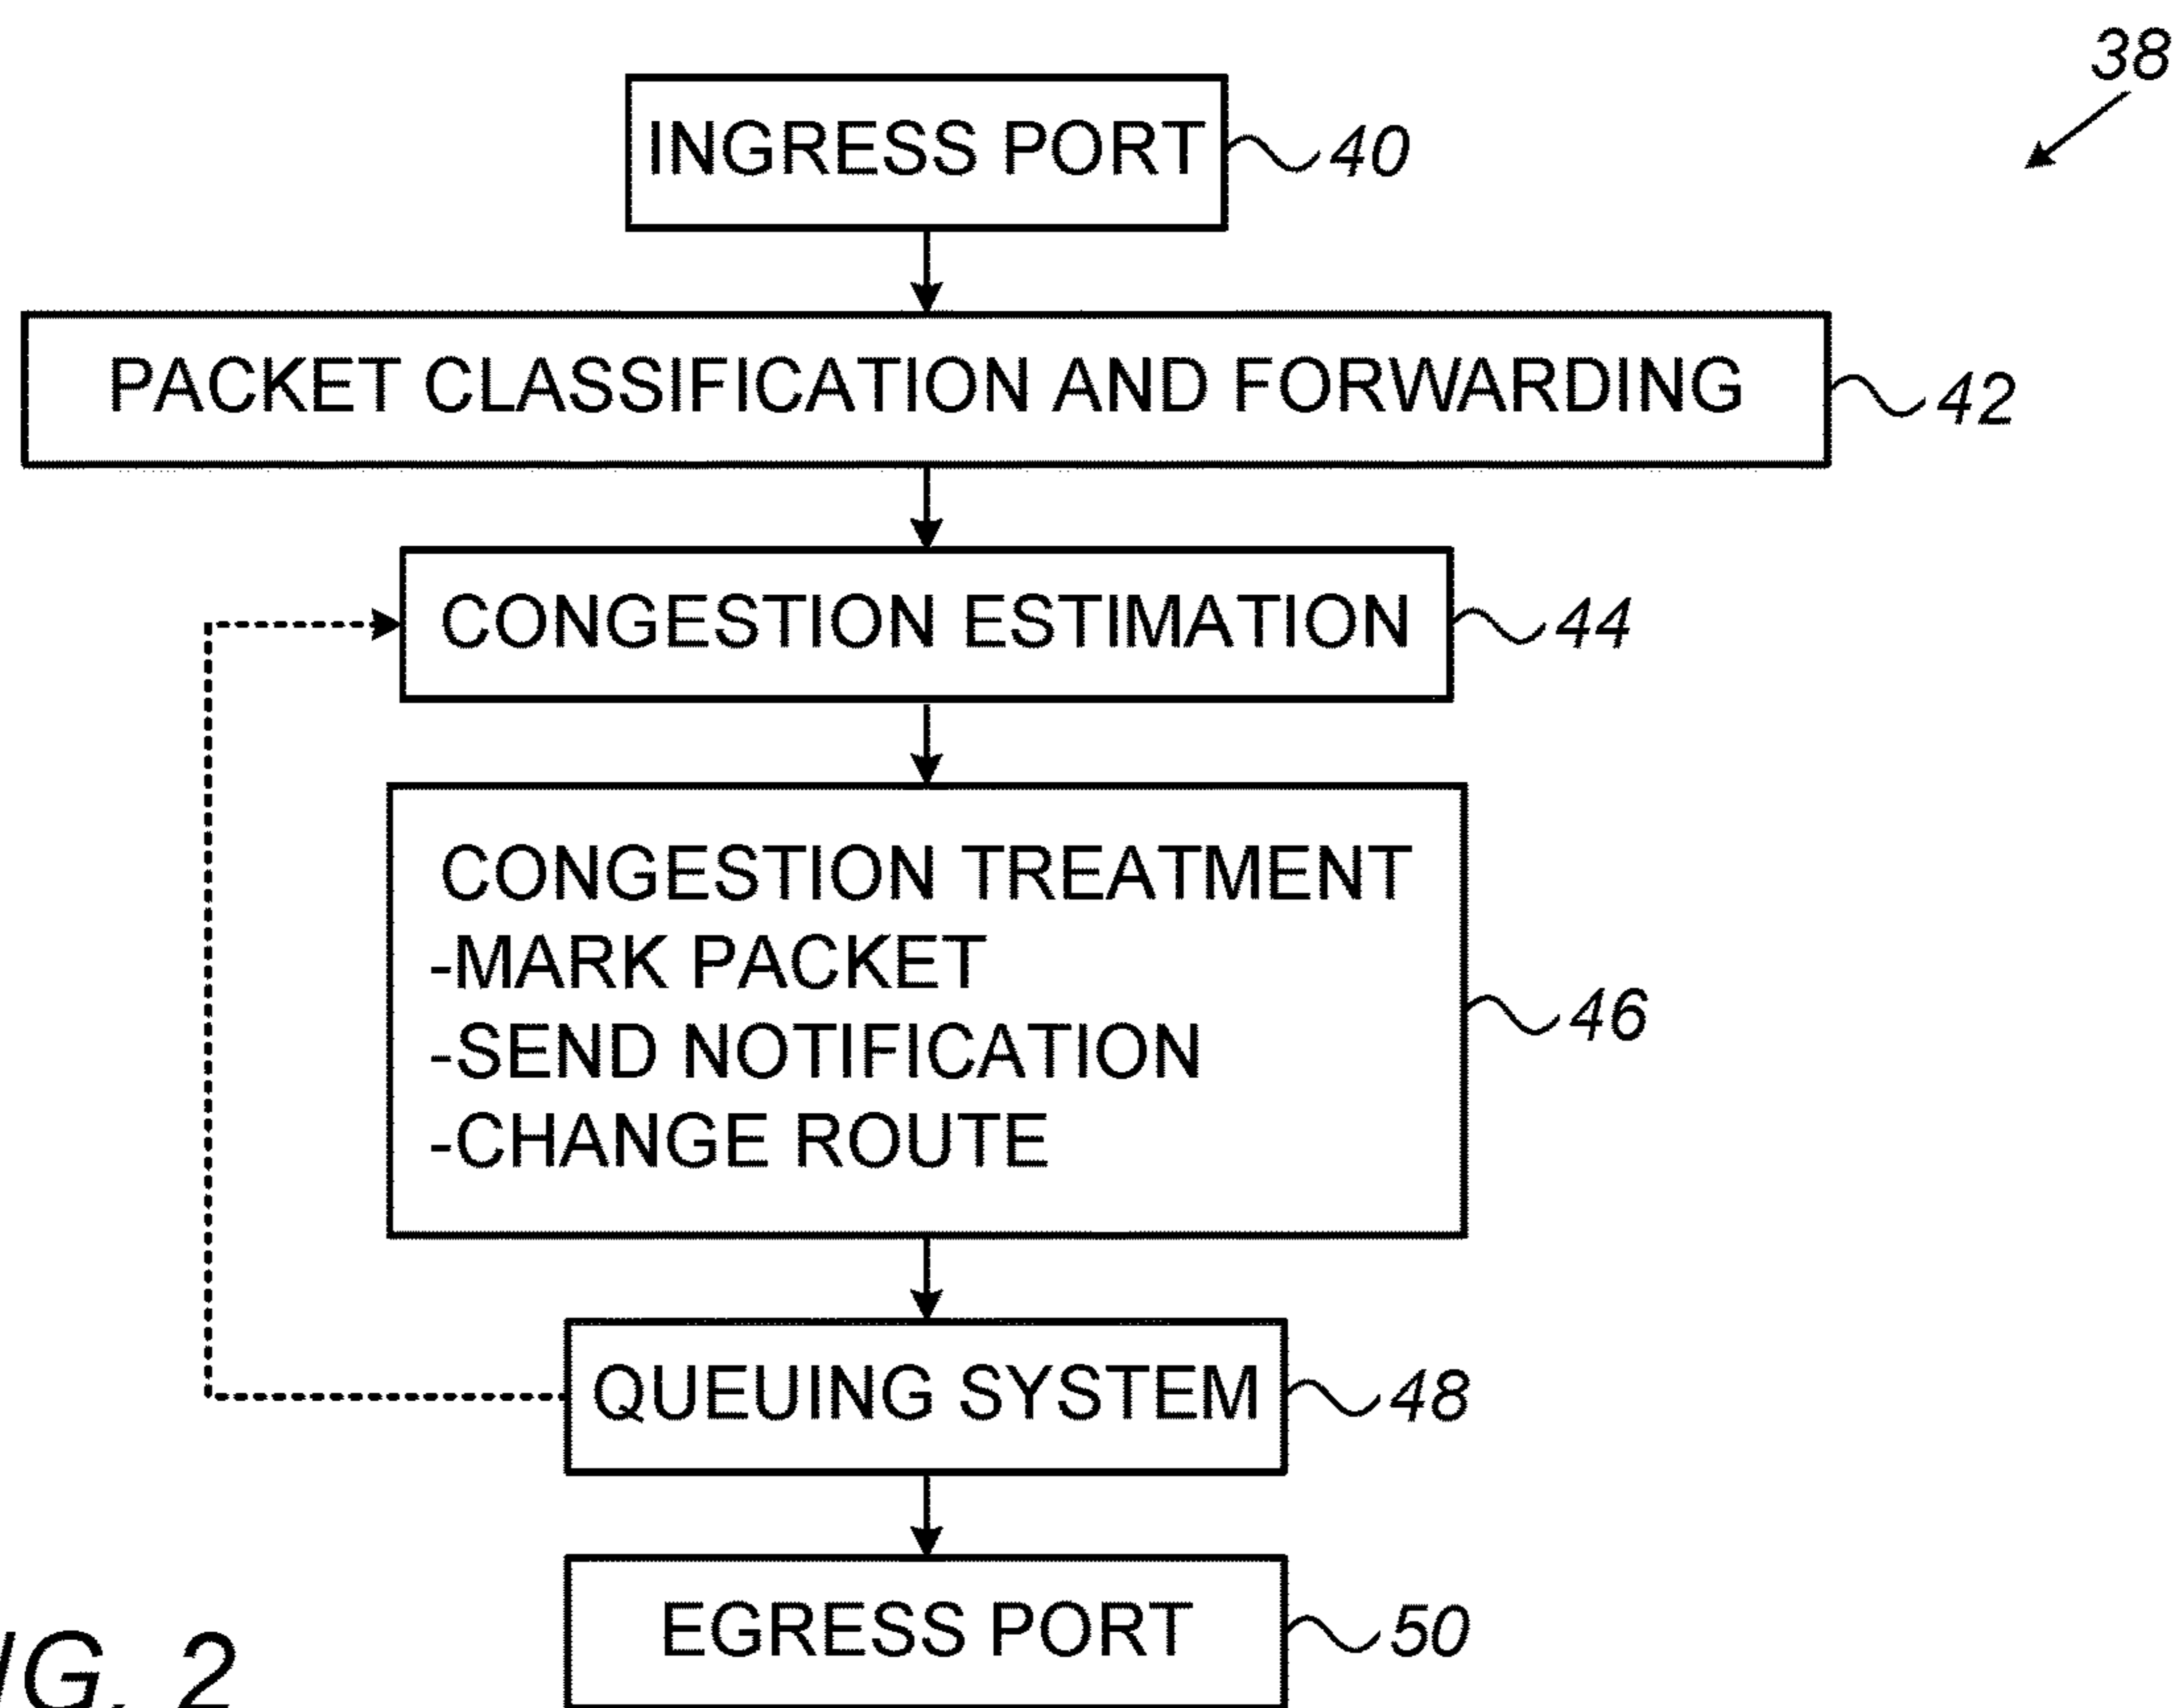 38
INGRESS PORT 40
PACKET CLASSIFICATION AND FORWARDING 42
CONGESTION ESTIMATION 44
CONGESTION TREATMENT
-MARK PACKET
-SEND NOTIFICATION
-CHANGE ROUTE
46
QUEUING SYSTEM 48
EGRESS PORT 50
IG. 2